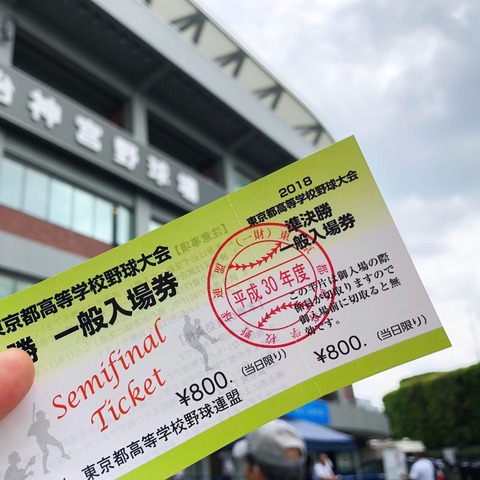 治神宮野球場
東京都高等学校野球大会
勝 一般入場券
Semifinal
Ticket
¥800.(当日限り)
東京都高等学校野球連盟
2018
東京都高等学校野球大会
準決勝
一般入場券
平成30年度
この半片は御入場の際
係員が切取りますので
御入場前に切取ると無
効です。
¥800.(当日限り)